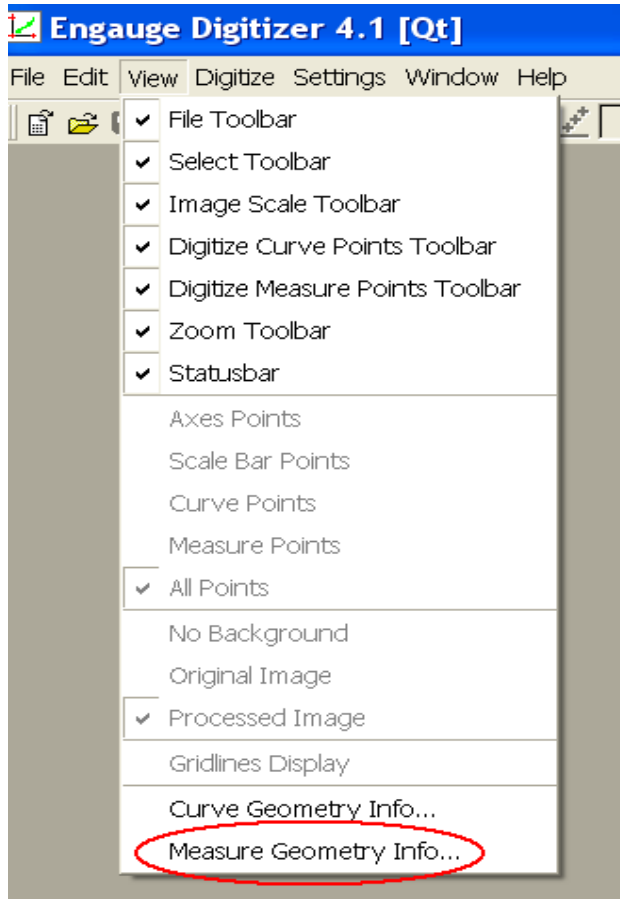 Engauge Digitizer 4.1 [Qt]
File Edit View Digitize Settings Window Help
File Toolbar
Select Toolbar
Image Scale Toolbar
Digitize Curve Points Toolbar
Digitize Measure Points Toolbar
Zoom Toolbar
Statusbar
Axes Points
Scale Bar Points
Curve Points
Measure Points
All Points
No Background
Original Image
Processed Image
Gridlines Display
Curve Geometry Info...
Measure Geometry Info...